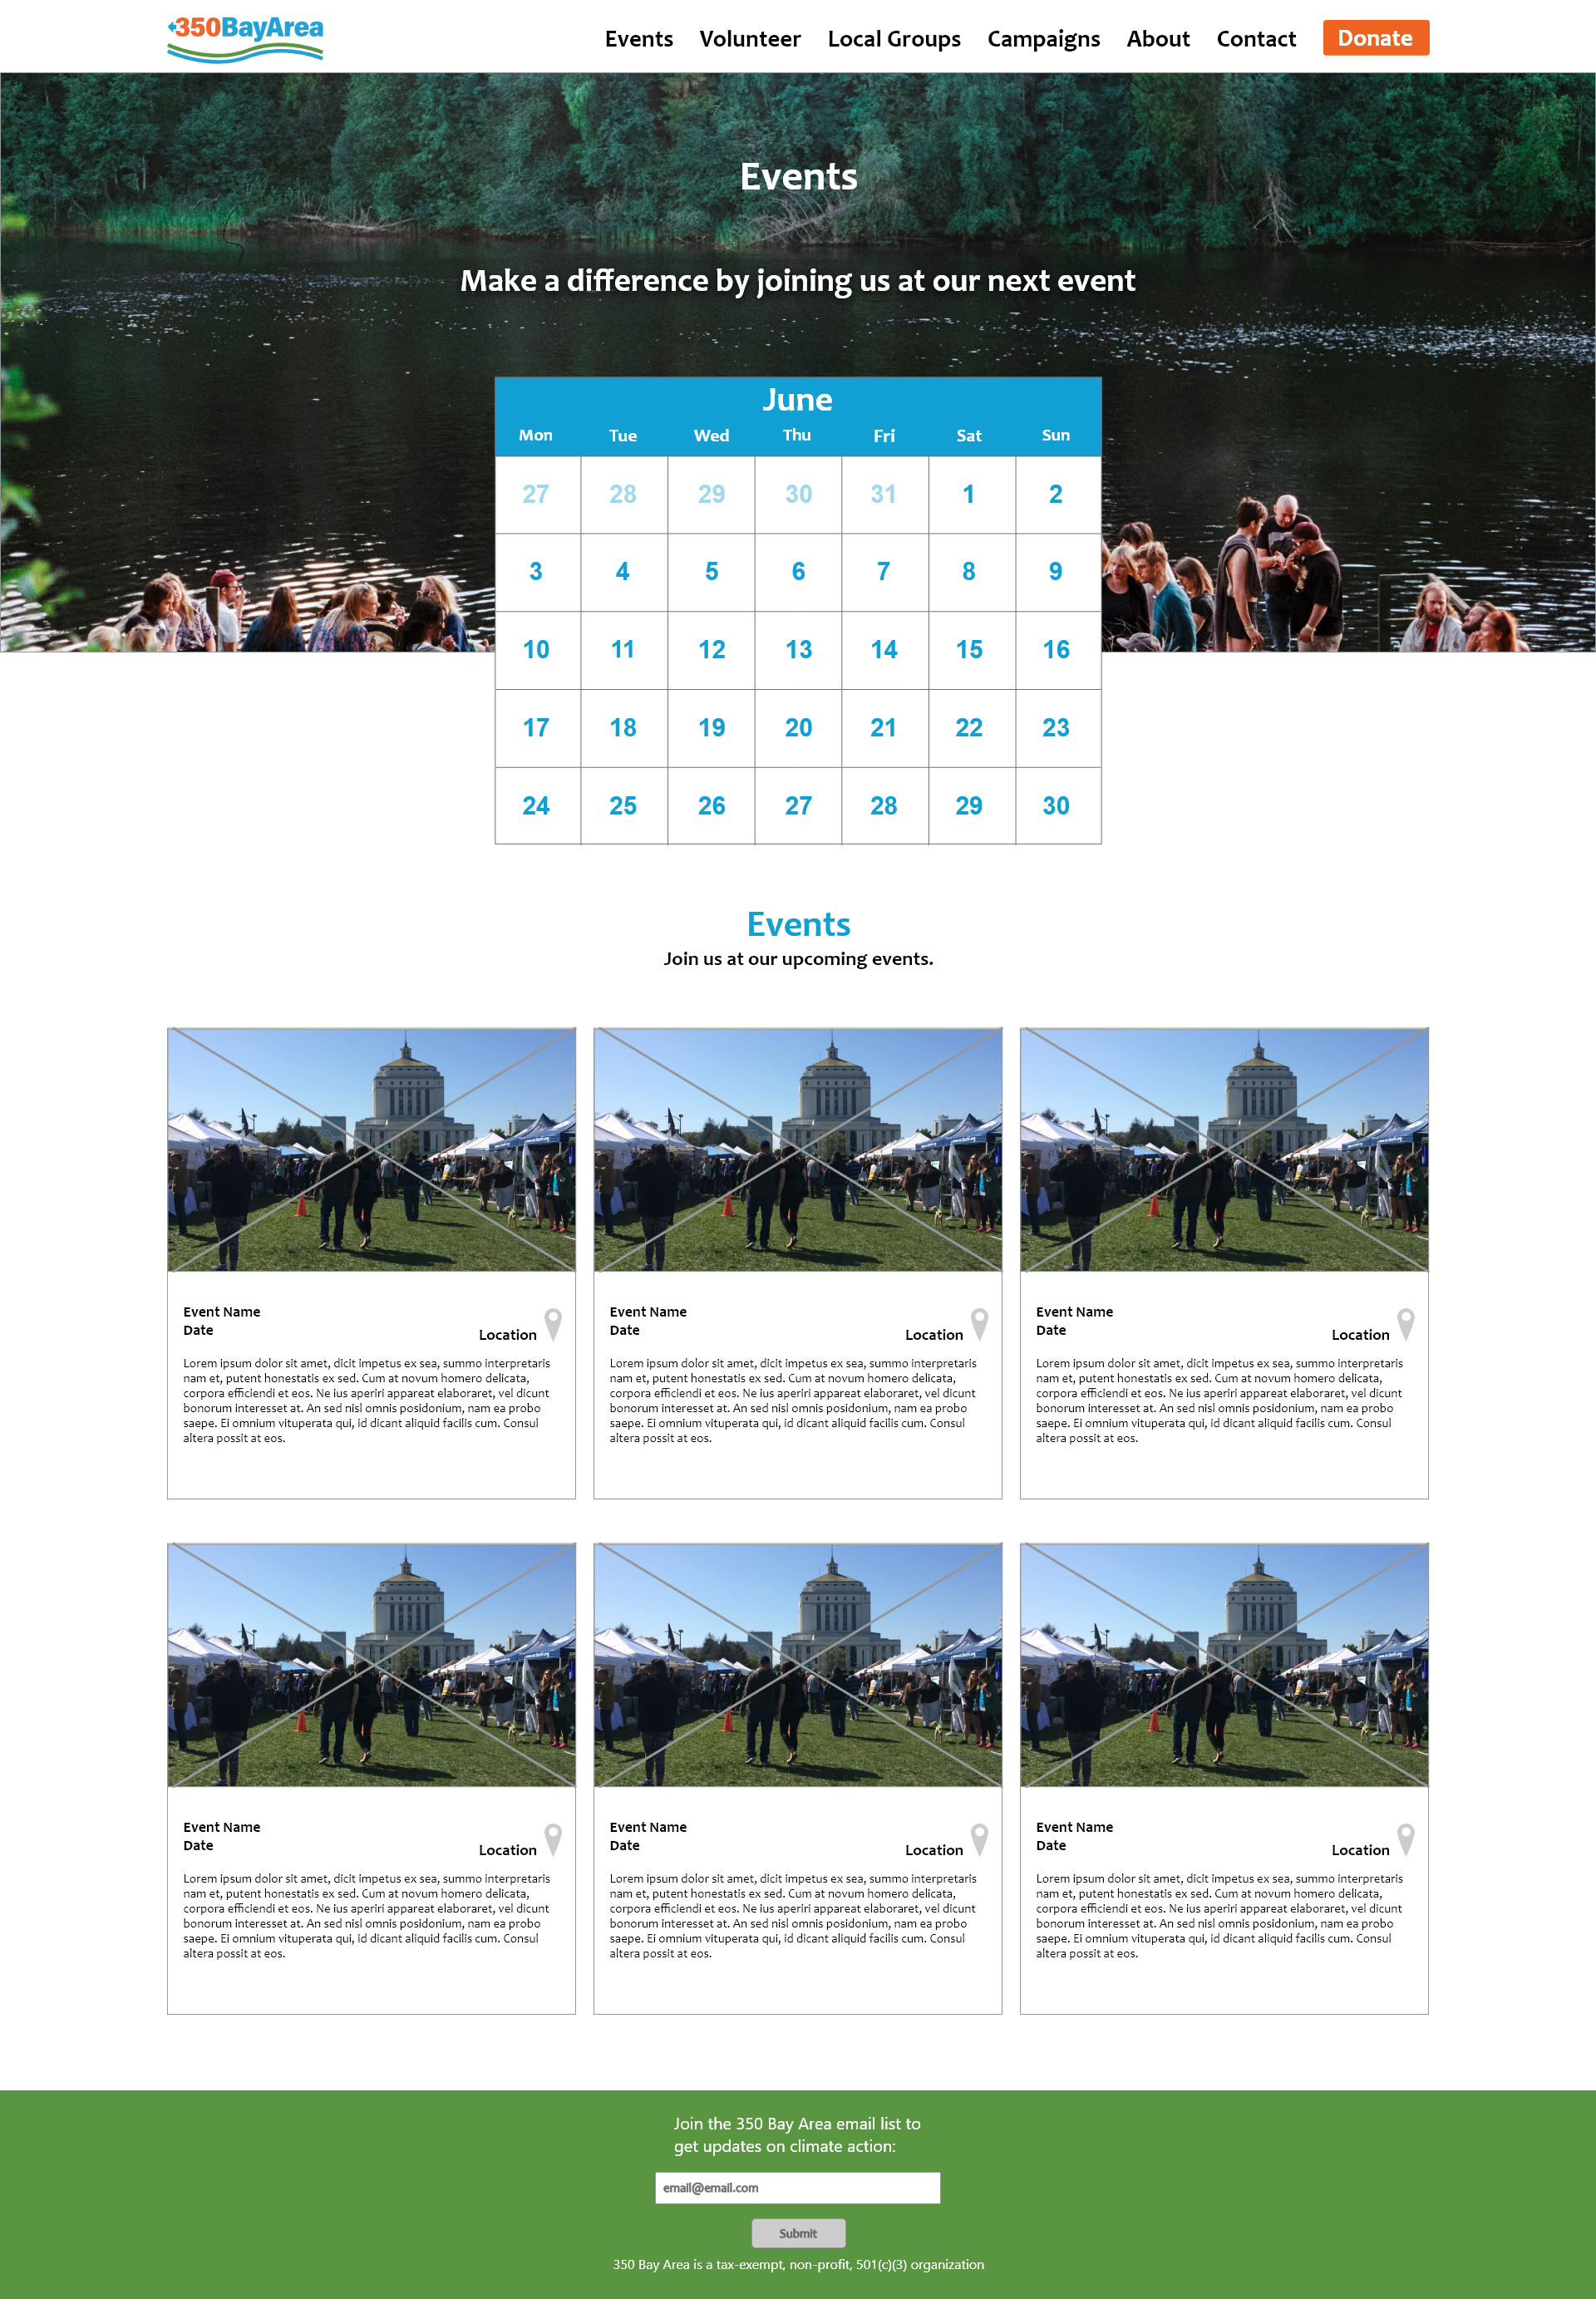 350BayArea
Events Volunteer Local Groups Campaigns About Contact Donate
Events
Make a difference by joining us at our next event
June
Mon Tue Wed Thu Fri Sat Sun
27 28 29 30 31 1 2
3 4 5 6 7 8 9
10 11 12 13 14 15 16
17 18 19 20 21 22 23
24 25 26 27 28 29 30
Events
Join us at our upcoming events.
Event Name
Date
Location
Lorem ipsum dolor sit amet, dicit impetus ex sea, summo interpretaris
nam et, putent honestatis ex sed. Cum at novum homero delicata,
corpora efficiendi et eos. Ne ius aperiri appareat elaboraret, vel dicunt
bonorum interesset at. An sed nisl omnis posidonium, nam ea probo
saepe. Ei omnium vituperata qui, id dicant aliquid facilis cum. Consul
altera possit at eos.
Event Name
Date
Location
Lorem ipsum dolor sit amet, dicit impetus ex sea, summo interpretaris
nam et, putent honestatis ex sed. Cum at novum homero delicata,
corpora efficiendi et eos. Ne ius aperiri appareat elaboraret, vel dicunt
bonorum interesset at. An sed nisl omnis posidonium, nam ea probo
saepe. Ei omnium vituperata qui, id dicant aliquid facilis cum. Consul
altera possit at eos.
Event Name
Date
Location
Lorem ipsum dolor sit amet, dicit impetus ex sea, summo interpretaris
nam et, putent honestatis ex sed. Cum at novum homero delicata,
corpora efficiendi et eos. Ne ius aperiri appareat elaboraret, vel dicunt
bonorum interesset at. An sed nisl omnis posidonium, nam ea probo
saepe. Ei omnium vituperata qui, id dicant aliquid facilis cum. Consul
altera possit at eos.
Event Name
Date
Location
Lorem ipsum dolor sit amet, dicit impetus ex sea, summo interpretaris
nam et, putent honestatis ex sed. Cum at novum homero delicata,
corpora efficiendi et eos. Ne ius aperiri appareat elaboraret, vel dicunt
bonorum interesset at. An sed nisl omnis posidonium, nam ea probo
saepe. Ei omnium vituperata qui, id dicant aliquid facilis cum. Consul
altera possit at eos.
Event Name
Date
Location
Lorem ipsum dolor sit amet, dicit impetus ex sea, summo interpretaris
nam et, putent honestatis ex sed. Cum at novum homero delicata,
corpora efficiendi et eos. Ne ius aperiri appareat elaboraret, vel dicunt
bonorum interesset at. An sed nisl omnis posidonium, nam ea probo
saepe. Ei omnium vituperata qui, id dicant aliquid facilis cum. Consul
altera possit at eos.
Event Name
Date
Location
Lorem ipsum dolor sit amet, dicit impetus ex sea, summo interpretaris
nam et, putent honestatis ex sed. Cum at novum homero delicata,
corpora efficiendi et eos. Ne ius aperiri appareat elaboraret, vel dicunt
bonorum interesset at. An sed nisl omnis posidonium, nam ea probo
saepe. Ei omnium vituperata qui, id dicant aliquid facilis cum. Consul
altera possit at eos.
Join the 350 Bay Area email list to
get updates on climate action:
email@email.com
Submit
350 Bay Area is a tax-exempt, non-profit, 501(c)(3) organization